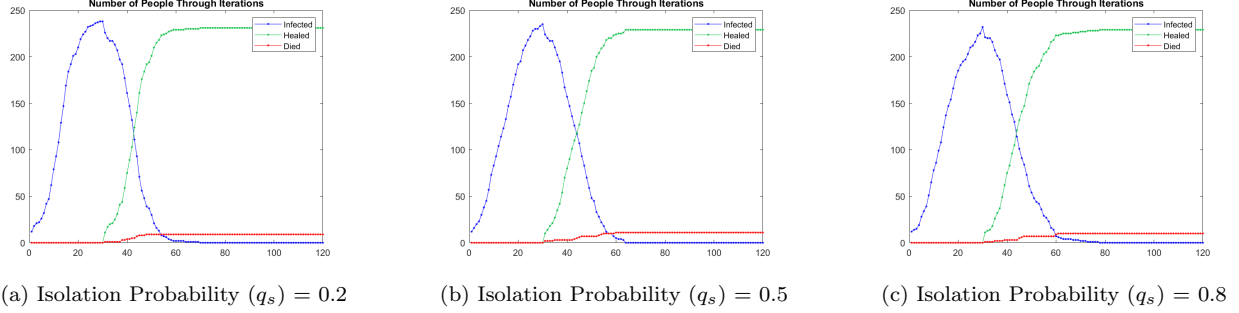 Number of People Through Iterations
250
200
150
100
50
0
0 20 40 60 80 100 120
Infected
Healed
Died
(a) Isolation Probability (qₛ) = 0.2
Number of People Through Iterations
250
200
150
100
50
0
0 20 40 60 80 100 120
Infected
Healed
Died
(b) Isolation Probability (qₛ) = 0.5
Number of People Through Iterations
250
200
150
100
50
0
0 20 40 60 80 100 120
Infected
Healed
Died
(c) Isolation Probability (qₛ) = 0.8